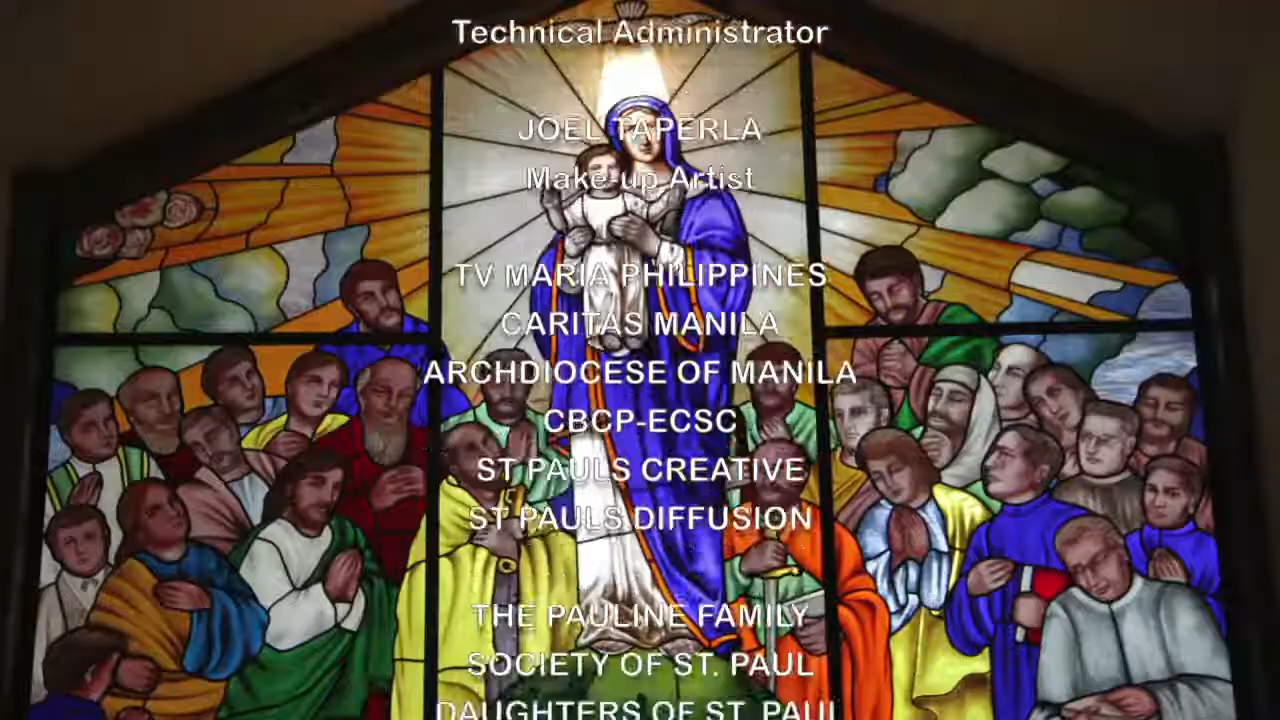 Technical Administrator
JOEL TAPERLA
Make-up Artist
TV MARIA PHILIPPINES
CARITAS MANILA
ARCHDIOCESE OF MANILA
CBCP-ECSC
ST PAULS CREATIVE
ST PAULS DIFFUSION
THE PAULINE FAMILY
SOCIETY OF ST. PAUL
DAUGHTERS OF ST. PAUL